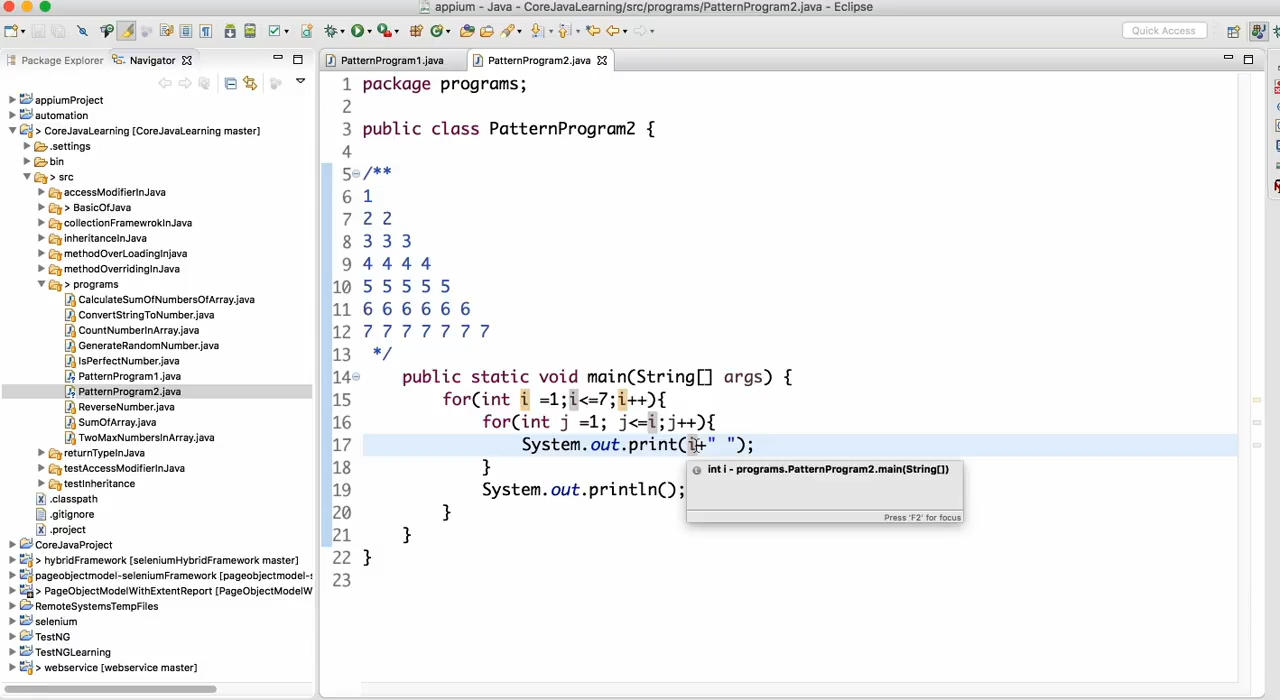 appium - Java - CoreJavaLearning/src/programs/PatternProgram2.java - Eclipse
Quick Access
Package Explorer
Navigator
PatternProgram1.java
PatternProgram2.java
appiumProject
automation
> CoreJavaLearning [CoreJavaLearning master]
.settings
bin
> src
accessModifierInJava
> BasicOfJava
collectionFramewrokInJava
inheritanceInJava
methodOverLoadingInjava
methodOverridingInJava
> programs
CalculateSumOfNumbersOfArray.java
ConvertStringToNumber.java
CountNumberInArray.java
GenerateRandomNumber.java
IsPerfectNumber.java
PatternProgram1.java
PatternProgram2.java
ReverseNumber.java
SumOfArray.java
TwoMaxNumbersInArray.java
returnTypeInJava
testAccessModifierInJava
testInheritance
.classpath
.gitignore
.project
CoreJavaProject
> hybridFramework [seleniumHybridFramework master]
pageobjectmodel-seleniumFramework [pageobjectmodel-s
> PageObjectModelWithExtentReport [PageObjectModelW
RemoteSystemsTempFiles
selenium
TestNG
TestNGLearning
> webservice [webservice master]
1 package programs;
2
3 public class PatternProgram2 {
4
5 /**
6 1
7 2 2
8 3 3 3
9 4 4 4 4
10 5 5 5 5 5
11 6 6 6 6 6 6
12 7 7 7 7 7 7 7
13 */
14 public static void main(String[] args) {
15 for(int i =1;i<=7;i++){
16 for(int j =1; j<=i;j++){
17 System.out.print(i+" ");
18 }
19 System.out.println();
20 }
21 }
22 }
23
int i - programs.PatternProgram2.main(String[])
Press 'F2' for focus